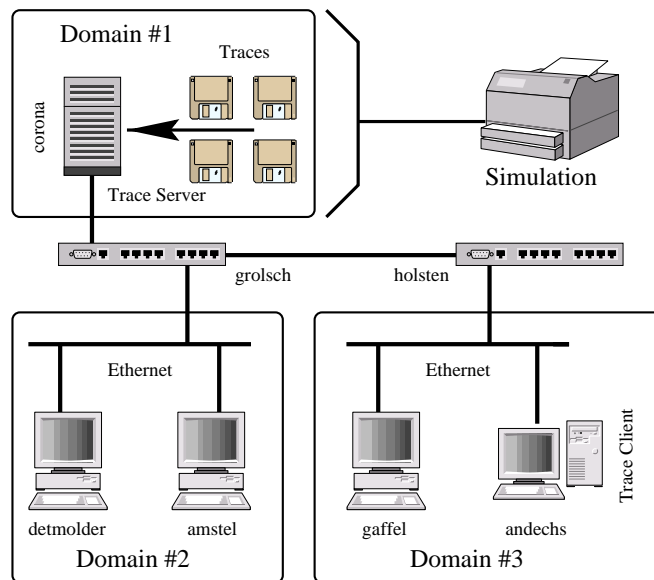 Domain #1
Traces
corona
Trace Server
Simulation
grolsch
holsten
Ethernet
Ethernet
Trace Client
detmolder
amstel
gaffel
andechs
Domain #2
Domain #3